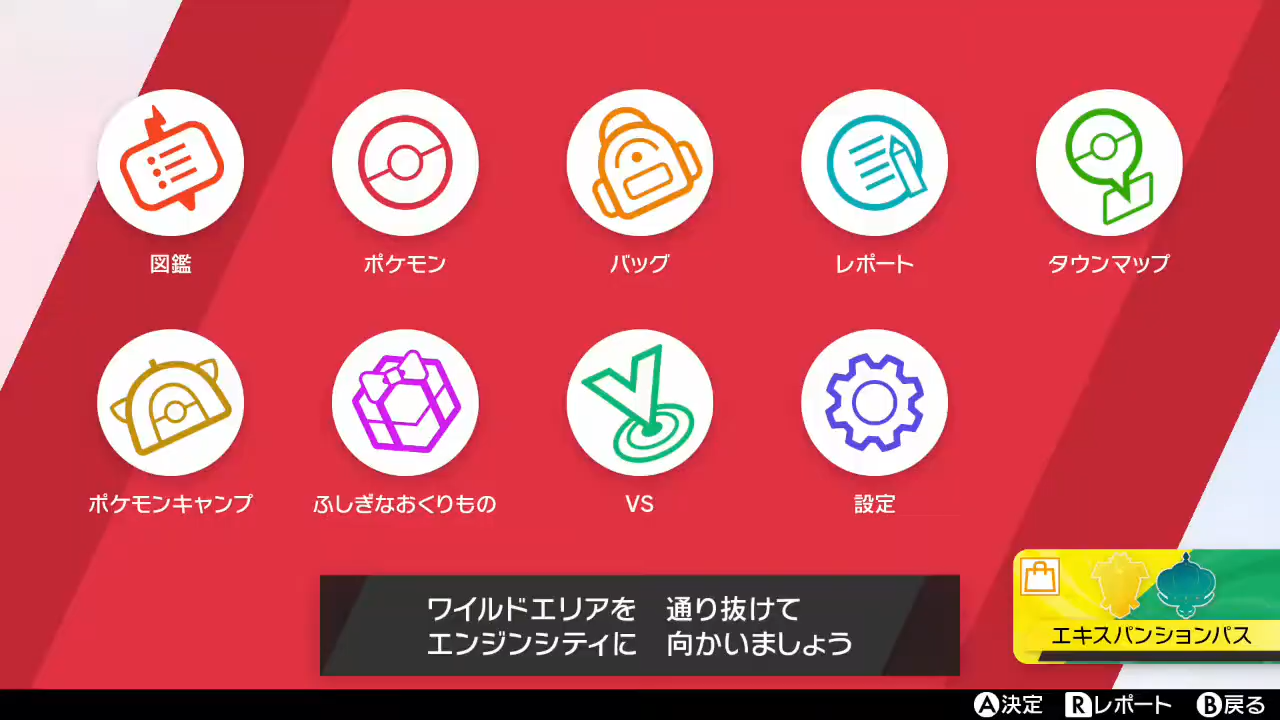 図鑑
ポケモン
バッグ
レポート
タウンマップ
ポケモンキャンプ
ふしぎなおくりもの
VS
設定
ワイルドエリアを　通り抜けて
エンジンシティに　向かいましょう
エキスパンションパス
A決定 Rレポート B戻る